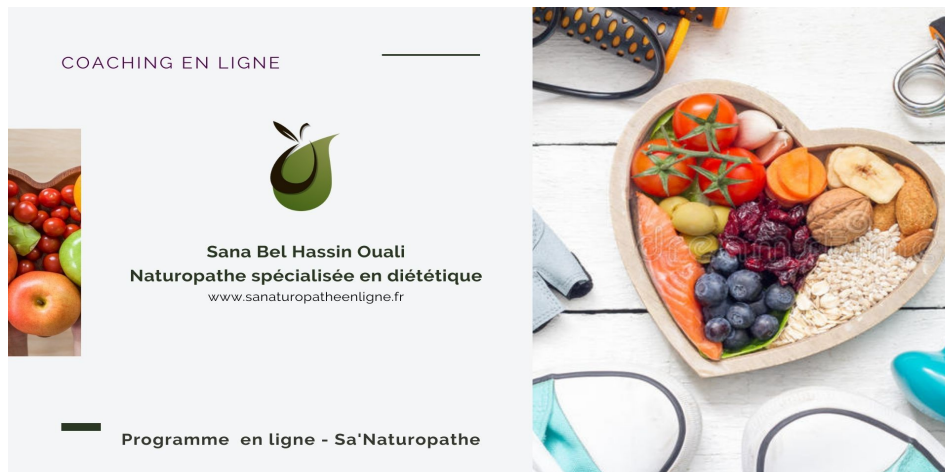 COACHING EN LIGNE
Sana Bel Hassin Ouali
Naturopathe spécialisée en diététique
www.sanaturopatheenligne.fr
Programme  en ligne - Sa'Naturopathe
dreamstime